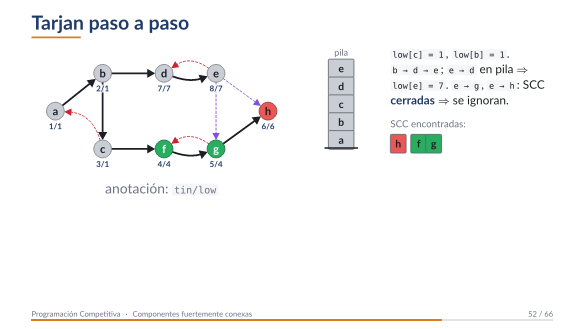 Tarjan paso a paso
b
2/1
d
7/7
e
8/7
a
1/1
h
6/6
c
3/1
f
4/4
g
5/4
anotación: tin/low
pila
e
d
c
b
a
low[c] = 1, low[b] = 1.
b → d → e; e → d en pila ⇒
low[e] = 7. e → g, e → h: SCC
cerradas ⇒ se ignoran.
SCC encontradas:
h f g
Programación Competitiva · Componentes fuertemente conexas
52 / 66